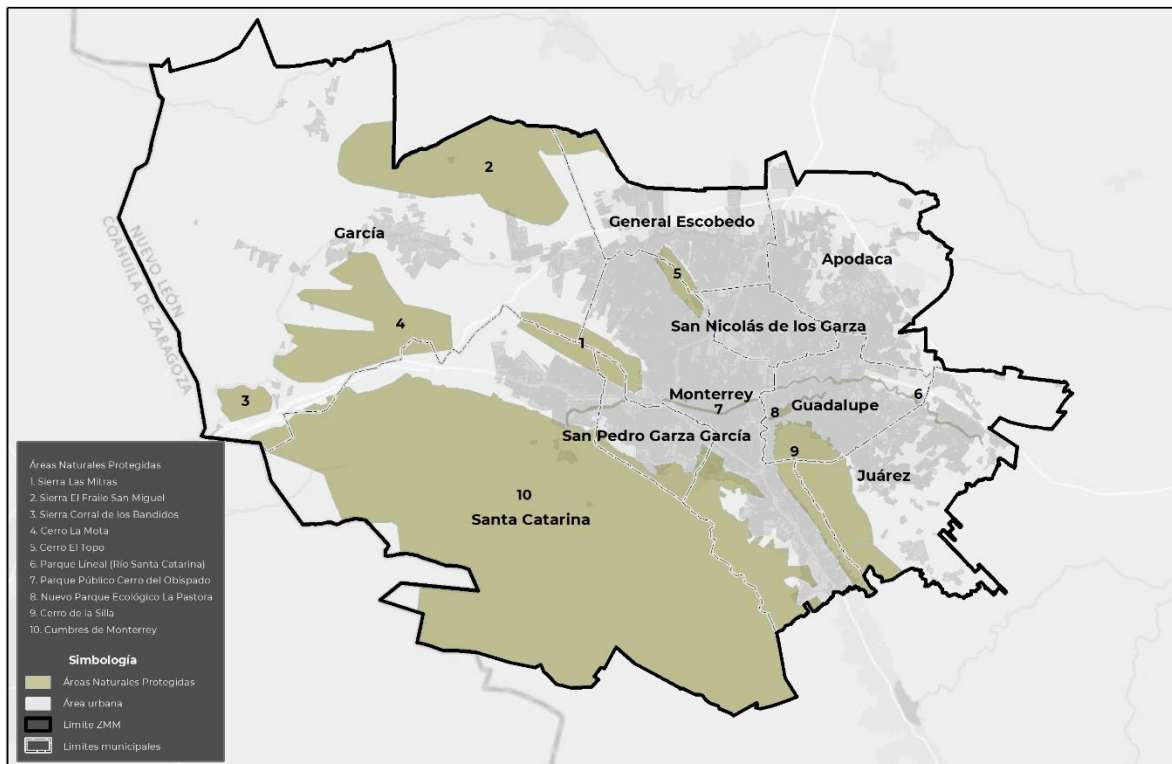 2
General Escobedo
García
Apodaca
5
NUEVO LEÓN
COAHUILA DE ZARAGOZA
4
San Nicolás de los Garza
1
3
Monterrey
6
7
8
Guadalupe
San Pedro Garza García
9
Juárez
10
Santa Catarina
Áreas Naturales Protegidas
1. Sierra Las Mitras
2. Sierra El Fraile San Miguel
3. Sierra Corral de los Bandidos
4. Cerro La Mota
5. Cerro El Topo
6. Parque Líneal (Río Santa Catarina)
7. Parque Público Cerro del Obispado
8. Nuevo Parque Ecológico La Pastora
9. Cerro de la Silla
10. Cumbres de Monterrey
Simbología
Áreas Naturales Protegidas
Área urbana
Limite ZMM
Limites municipales